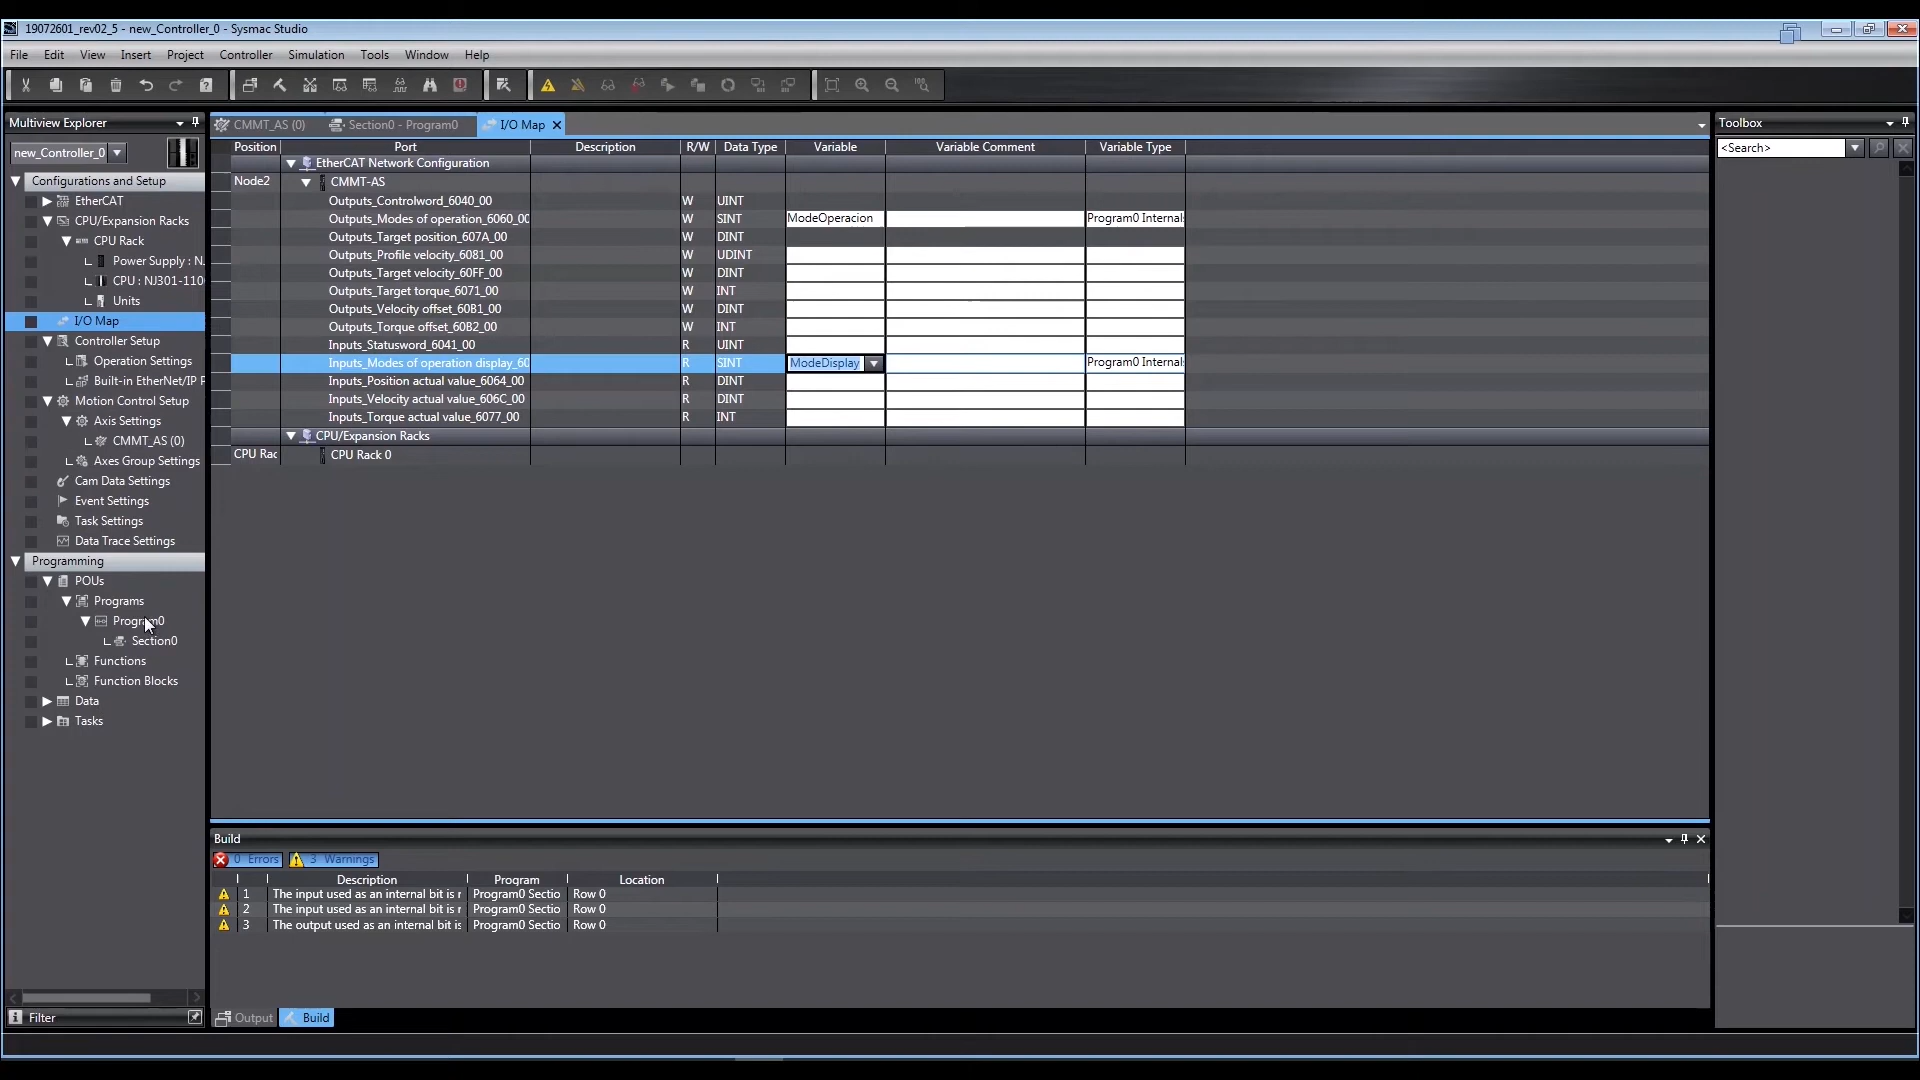 19072601_rev02_5 - new_Controller_0 - Sysmac Studio
File Edit View Insert Project Controller Simulation Tools Window Help
Multiview Explorer
new_Controller_0
Configurations and Setup
EtherCAT
CPU/Expansion Racks
CPU Rack
Power Supply : NJ
CPU : NJ301-110
Units
I/O Map
Controller Setup
Operation Settings
Built-in EtherNet/IP P
Motion Control Setup
Axis Settings
CMMT_AS (0)
Axes Group Settings
Cam Data Settings
Event Settings
Task Settings
Data Trace Settings
Programming
POUs
Programs
Program0
Section0
Functions
Function Blocks
Data
Tasks
Filter
CMMT_AS (0) Section0 - Program0 I/O Map
Position Port Description R/W Data Type Variable Variable Comment Variable Type
EtherCAT Network Configuration
Node2 CMMT-AS
Outputs_Controlword_6040_00 W UINT
Outputs_Modes of operation_6060_00 W SINT ModeOperacion Program0 Internals
Outputs_Target position_607A_00 W DINT
Outputs_Profile velocity_6081_00 W UDINT
Outputs_Target velocity_60FF_00 W DINT
Outputs_Target torque_6071_00 W INT
Outputs_Velocity offset_60B1_00 W DINT
Outputs_Torque offset_60B2_00 W INT
Inputs_Statusword_6041_00 R UINT
Inputs_Modes of operation display_60 R SINT ModeDisplay Program0 Internals
Inputs_Position actual value_6064_00 R DINT
Inputs_Velocity actual value_606C_00 R DINT
Inputs_Torque actual value_6077_00 R INT
CPU/Expansion Racks
CPU Rac CPU Rack 0
Toolbox
<Search>
Build
0 Errors 3 Warnings
Description Program Location
1 The input used as an internal bit is r Program0 Sectio Row 0
2 The input used as an internal bit is r Program0 Sectio Row 0
3 The output used as an internal bit is Program0 Sectio Row 0
Output Build